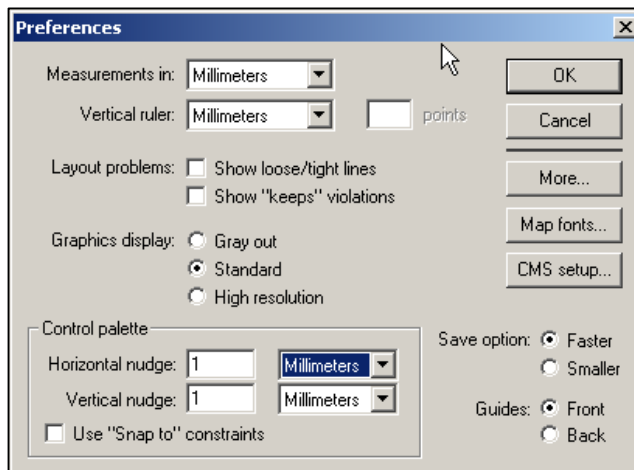 Preferences
Measurements in: Millimeters OK
Vertical ruler: Millimeters points Cancel
Layout problems: Show loose/tight lines More...
Show "keeps" violations
Map fonts...
Graphics display: Gray out
Standard CMS setup...
High resolution
Control palette
Save option: Faster
Horizontal nudge: 1 Millimeters
Smaller
Vertical nudge: 1 Millimeters
Guides: Front
Use "Snap to" constraints
Back